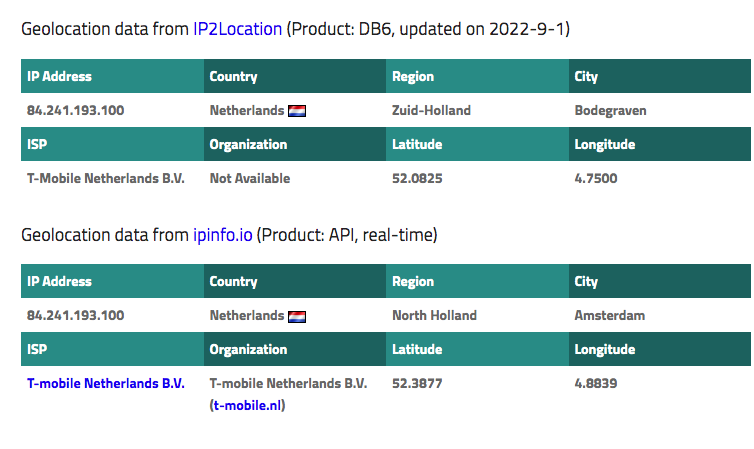 Geolocation data from IP2Location (Product: DB6, updated on 2022-9-1)
IP Address Country Region City
84.241.193.100 Netherlands Zuid-Holland Bodegraven
ISP Organization Latitude Longitude
T-Mobile Netherlands B.V. Not Available 52.0825 4.7500
Geolocation data from ipinfo.io (Product: API, real-time)
IP Address Country Region City
84.241.193.100 Netherlands North Holland Amsterdam
ISP Organization Latitude Longitude
T-mobile Netherlands B.V. T-mobile Netherlands B.V. 52.3877 4.8839
(t-mobile.nl)